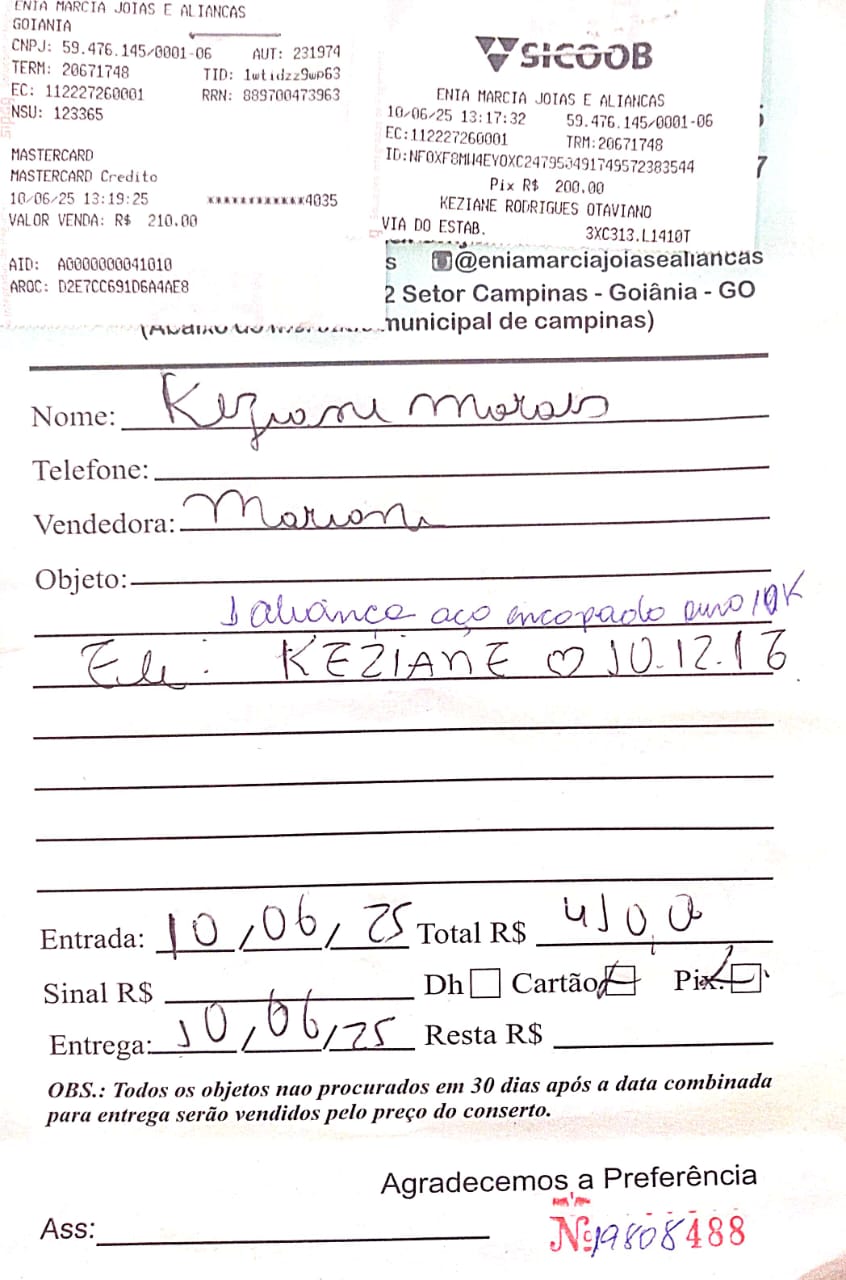 ENIA MARCIA JOIAS E ALIANCAS
GOIANIA
CNPJ: 59.476.145/0001-06 AUT: 231974
TERM: 20671748 TID: 1wtidzz9wp63
EC: 112227260001 RRN: 889700473963
NSU: 123365
MASTERCARD
MASTERCARD Credito
10/06/25 13:19:25 ************4035
VALOR VENDA: R$ 210.00
AID: A0000000041010
ARQC: D2E7CC691D6A4AE8
SICOOB
ENIA MARCIA JOIAS E ALIANCAS
10/06/25 13:17:32 59.476.145/0001-06
EC:112227260001 TRM:20671748
ID:NFOXF8MW4EYOXC247953491749572383544
Pix R$ 200,00
KEZIANE RODRIGUES OTAVIANO
VIA DO ESTAB. 3XC313.L1410T
7
s @eniamarciajoiasealiancas
2 Setor Campinas - Goiânia - GO
municipal de campinas)
Nome: Keziane Morais
Telefone:
Vendedora: Mariane
Objeto:
1 aliança aço encapado ouro 10K
Ele: KEZIANE ♡ 10.12.16
Entrada: 10/06/25 Total R$ 410,0
Sinal R$ Dh Cartão Pix.
Entrega: 10/06/25 Resta R$
OBS.: Todos os objetos nao procurados em 30 dias após a data combinada
para entrega serão vendidos pelo preço do conserto.
Agradecemos a Preferência
Ass: Nº 19808488